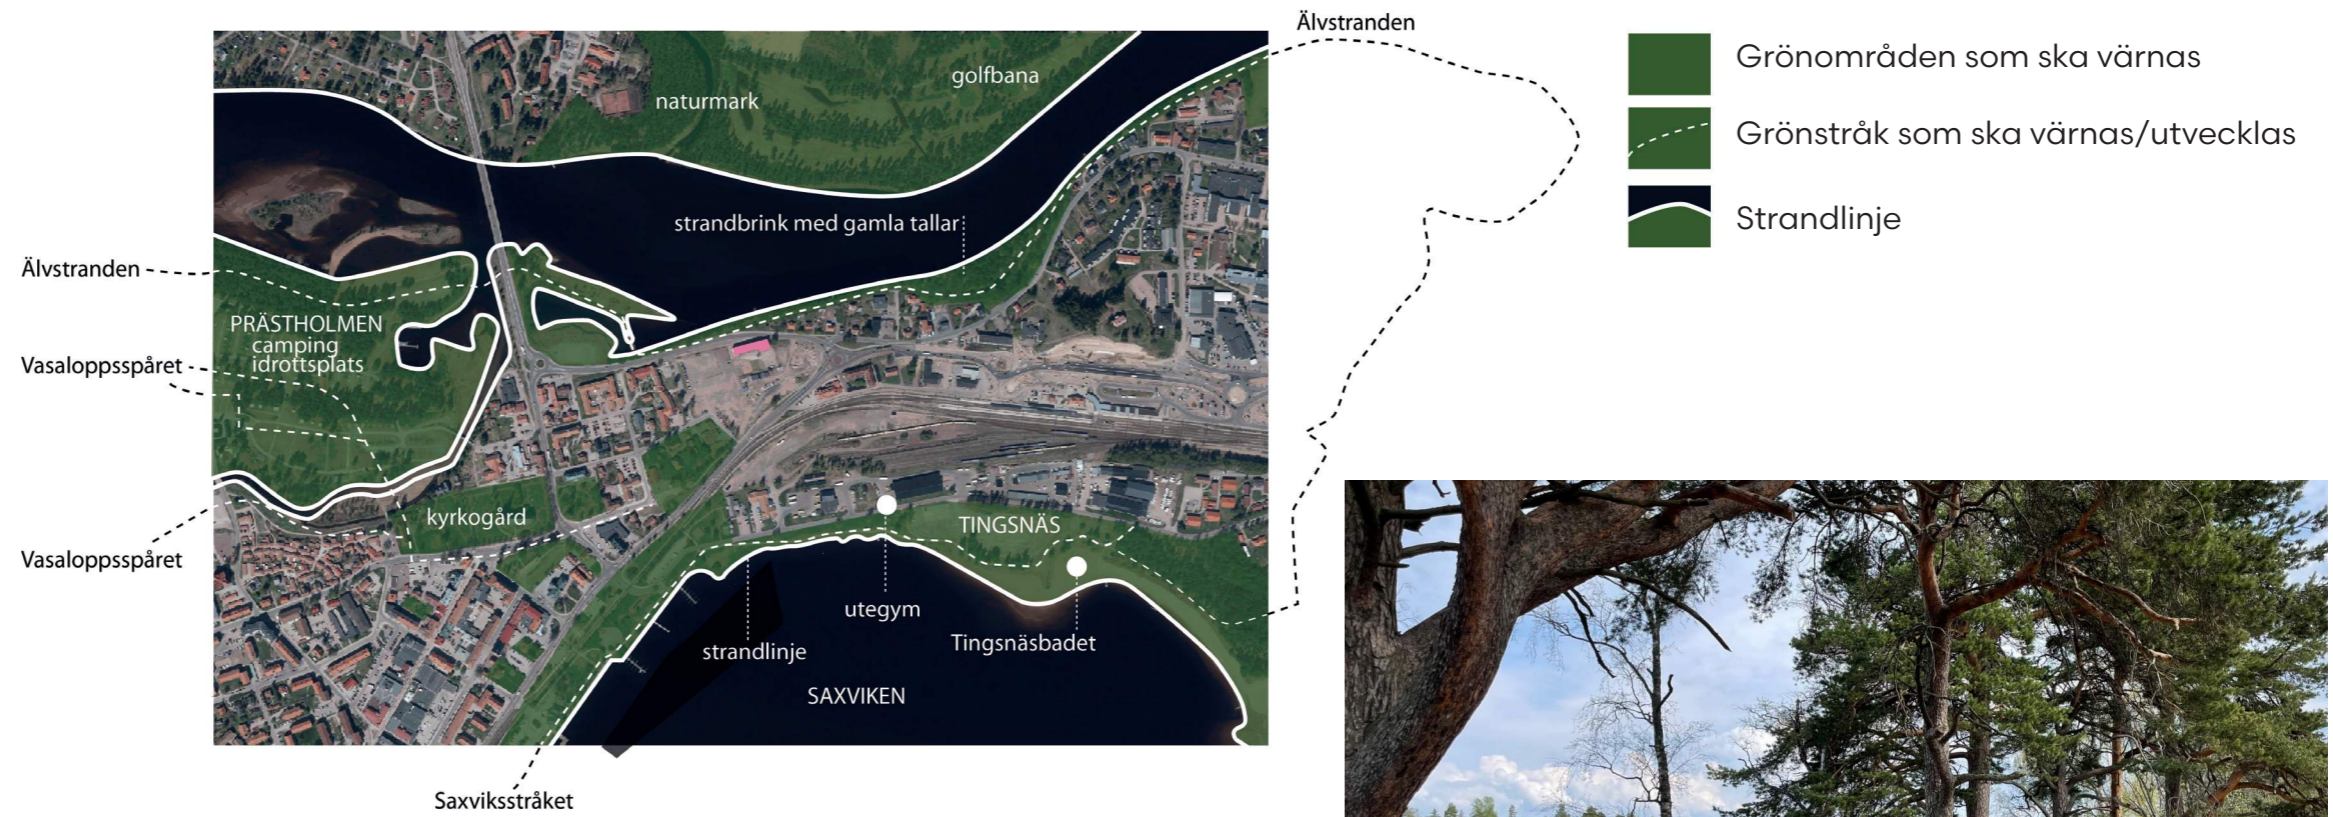 Älvstranden
golfbana
naturmark
strandbrink med gamla tallar
Älvstranden
PRÄSTHOLMEN
camping
idrottsplats
Vasaloppsspåret
kyrkogård
TINGSNÄS
Vasaloppsspåret
utegym
strandlinje
Tingsnäsbadet
SAXVIKEN
Saxviksstråket
Grönområden som ska värnas
Grönstråk som ska värnas/utvecklas
Strandlinje